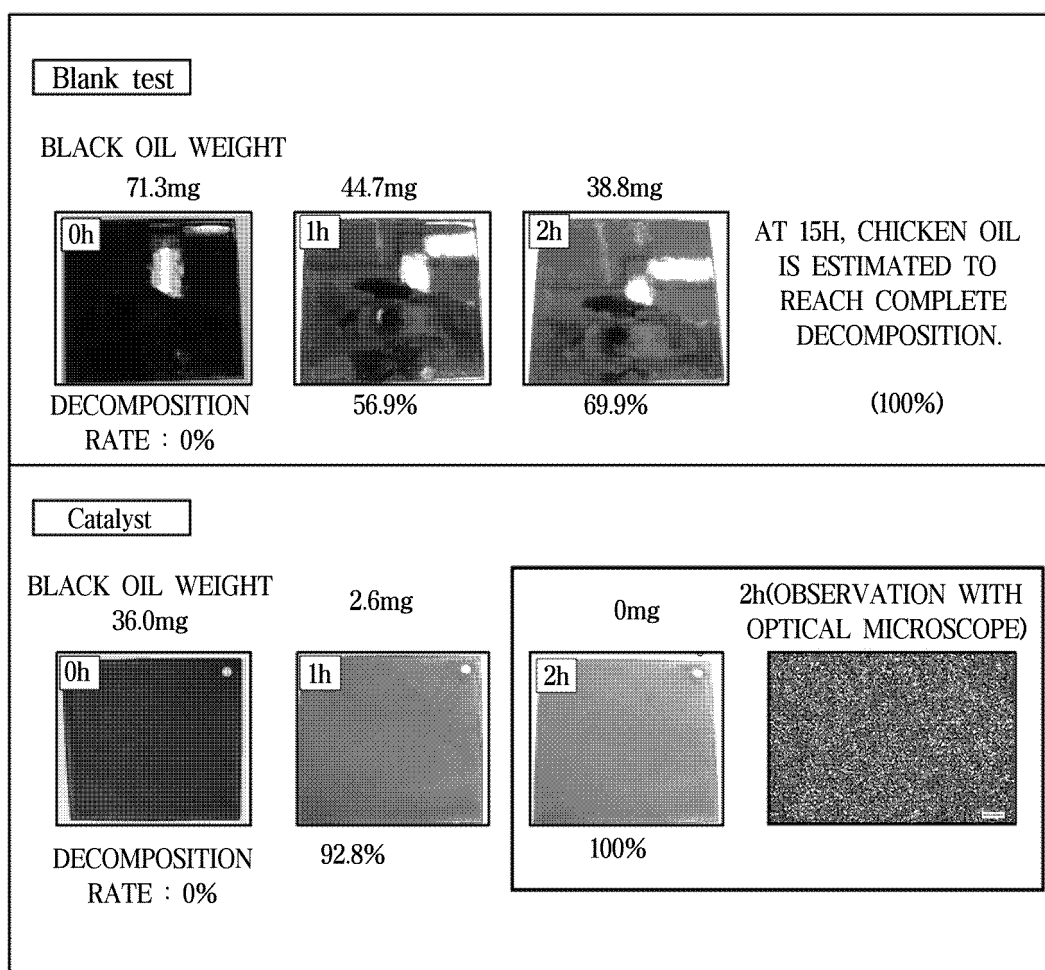 Blank test
BLACK OIL WEIGHT
71.3mg
44.7mg
38.8mg
0h
1h
2h
AT 15H, CHICKEN OIL
IS ESTIMATED TO
REACH COMPLETE
DECOMPOSITION.
DECOMPOSITION
RATE : 0%
56.9%
69.9%
(100%)
Catalyst
BLACK OIL WEIGHT
36.0mg
2.6mg
0mg
2h(OBSERVATION WITH
OPTICAL MICROSCOPE)
0h
1h
2h
DECOMPOSITION
RATE : 0%
92.8%
100%